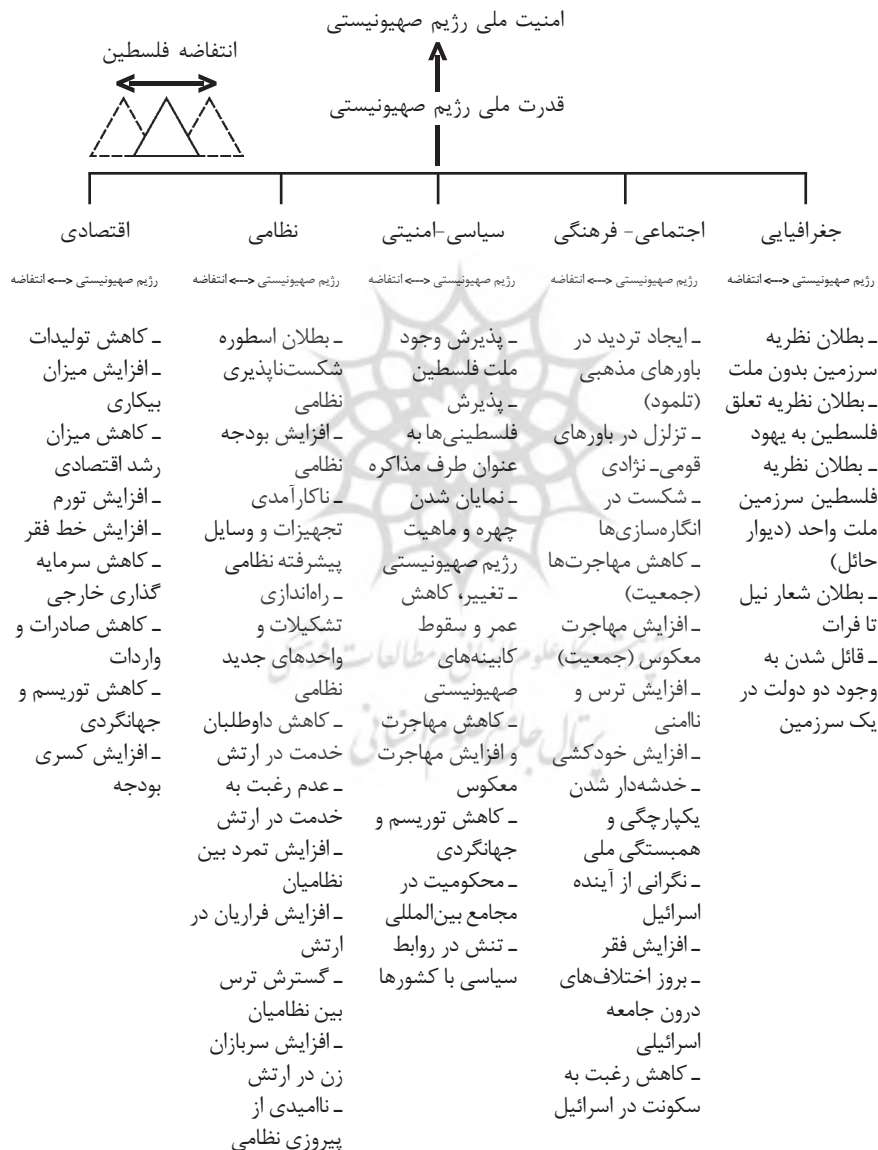 امنیت ملی رژیم صهیونیستی
انتفاضه فلسطین
قدرت ملی رژیم صهیونیستی
جغرافیایی
رژیم صهیونیستی <---> انتفاضه
ـ بطلان نظریه
سرزمین بدون ملت
ـ بطلان نظریه تعلق
فلسطین به یهود
ـ بطلان نظریه
فلسطین سرزمین
ملت واحد (دیوار
حائل)
ـ بطلان شعار نیل
تا فرات
ـ قائل شدن به
وجود دو دولت در
یک سرزمین
اجتماعی- فرهنگی
رژیم صهیونیستی <---> انتفاضه
ـ ایجاد تردید در
باورهای مذهبی
(تلمود)
ـ تزلزل در باورهای
قومی‌ـ نژادی
ـ شکست در
انگاره‌سازی‌ها
ـ کاهش مهاجرت‌ها
(جمعیت)
ـ افزایش مهاجرت
معکوس (جمعیت)
ـ افزایش ترس و
ناامنی
ـ افزایش خودکشی
ـ خدشه‌دار شدن
یکپارچگی و
همبستگی ملی
ـ نگرانی از آینده
اسرائیل
ـ افزایش فقر
ـ بروز اختلاف‌های
درون جامعه
اسرائیلی
ـ کاهش رغبت به
سکونت در اسرائیل
سیاسی-امنیتی
رژیم صهیونیستی <---> انتفاضه
ـ پذیرش وجود
ملت فلسطین
ـ پذیرش
فلسطینی‌ها به
عنوان طرف مذاکره
ـ نمایان شدن
چهره و ماهیت
رژیم صهیونیستی
ـ تغییر، کاهش
عمر و سقوط
کابینه‌های
صهیونیستی
ـ کاهش مهاجرت
و افزایش مهاجرت
معکوس
ـ کاهش توریسم و
جهانگردی
ـ محکومیت در
مجامع بین‌المللی
ـ تنش در روابط
سیاسی با کشورها
نظامی
رژیم صهیونیستی <---> انتفاضه
ـ بطلان اسطوره
شکست‌ناپذیری
نظامی
ـ افزایش بودجه
نظامی
ـ ناکارآمدی
تجهیزات و وسایل
پیشرفته نظامی
ـ راه‌اندازی
تشکیلات و
واحدهای جدید
نظامی
ـ کاهش داوطلبان
خدمت در ارتش
ـ عدم رغبت به
خدمت در ارتش
ـ افزایش تمرد بین
نظامیان
ـ افزایش فراریان در
ارتش
ـ گسترش ترس
بین نظامیان
ـ افزایش سربازان
زن در ارتش
ـ ناامیدی از
پیروزی نظامی
اقتصادی
رژیم صهیونیستی <---> انتفاضه
ـ کاهش تولیدات
ـ افزایش میزان
بیکاری
ـ کاهش میزان
رشد اقتصادی
ـ افزایش تورم
ـ افزایش خط فقر
ـ کاهش سرمایه
گذاری خارجی
ـ کاهش صادرات و
واردات
ـ کاهش توریسم و
جهانگردی
ـ افزایش کسری
بودجه
پرتال جامع علوم انسانی